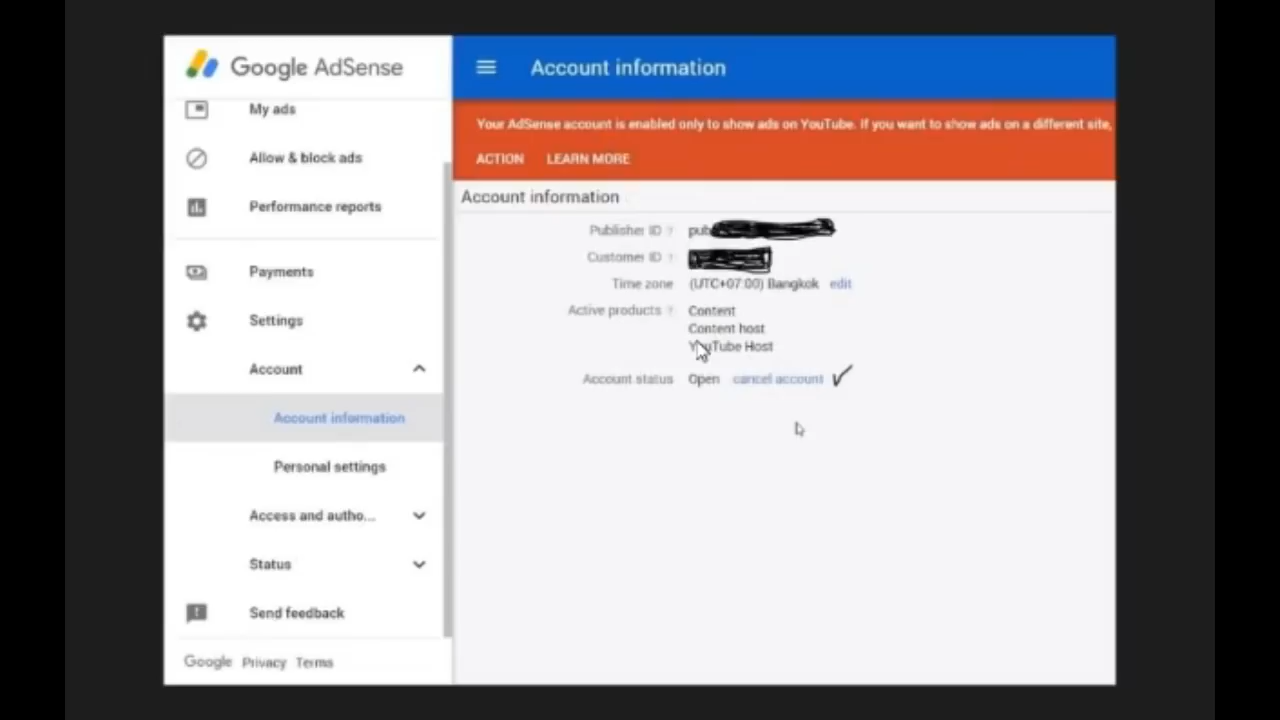 Google AdSense
My ads
Allow & block ads
Performance reports
Payments
Settings
Account
Account information
Personal settings
Access and autho...
Status
Send feedback
Google Privacy Terms
Account information
Your AdSense account is enabled only to show ads on YouTube. If you want to show ads on a different site,
ACTION LEARN MORE
Account information
Publisher ID ? pub
Customer ID ?
Time zone (UTC+07:00) Bangkok edit
Active products ? Content
Content host
YouTube Host
Account status Open cancel account